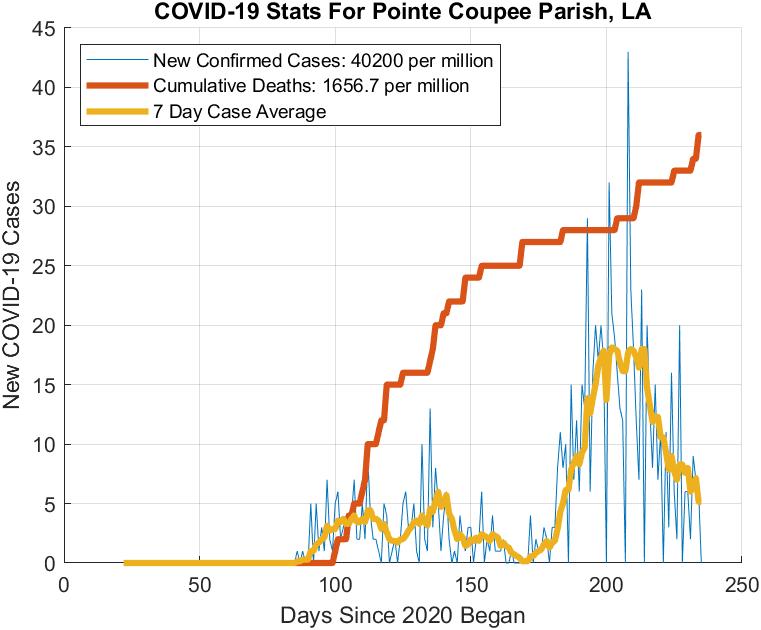 COVID-19 Stats For Pointe Coupee Parish, LA
New Confirmed Cases: 40200 per million
Cumulative Deaths: 1656.7 per million
7 Day Case Average
New COVID-19 Cases
45
40
35
30
25
20
15
10
5
0
0 50 100 150 200 250
Days Since 2020 Began